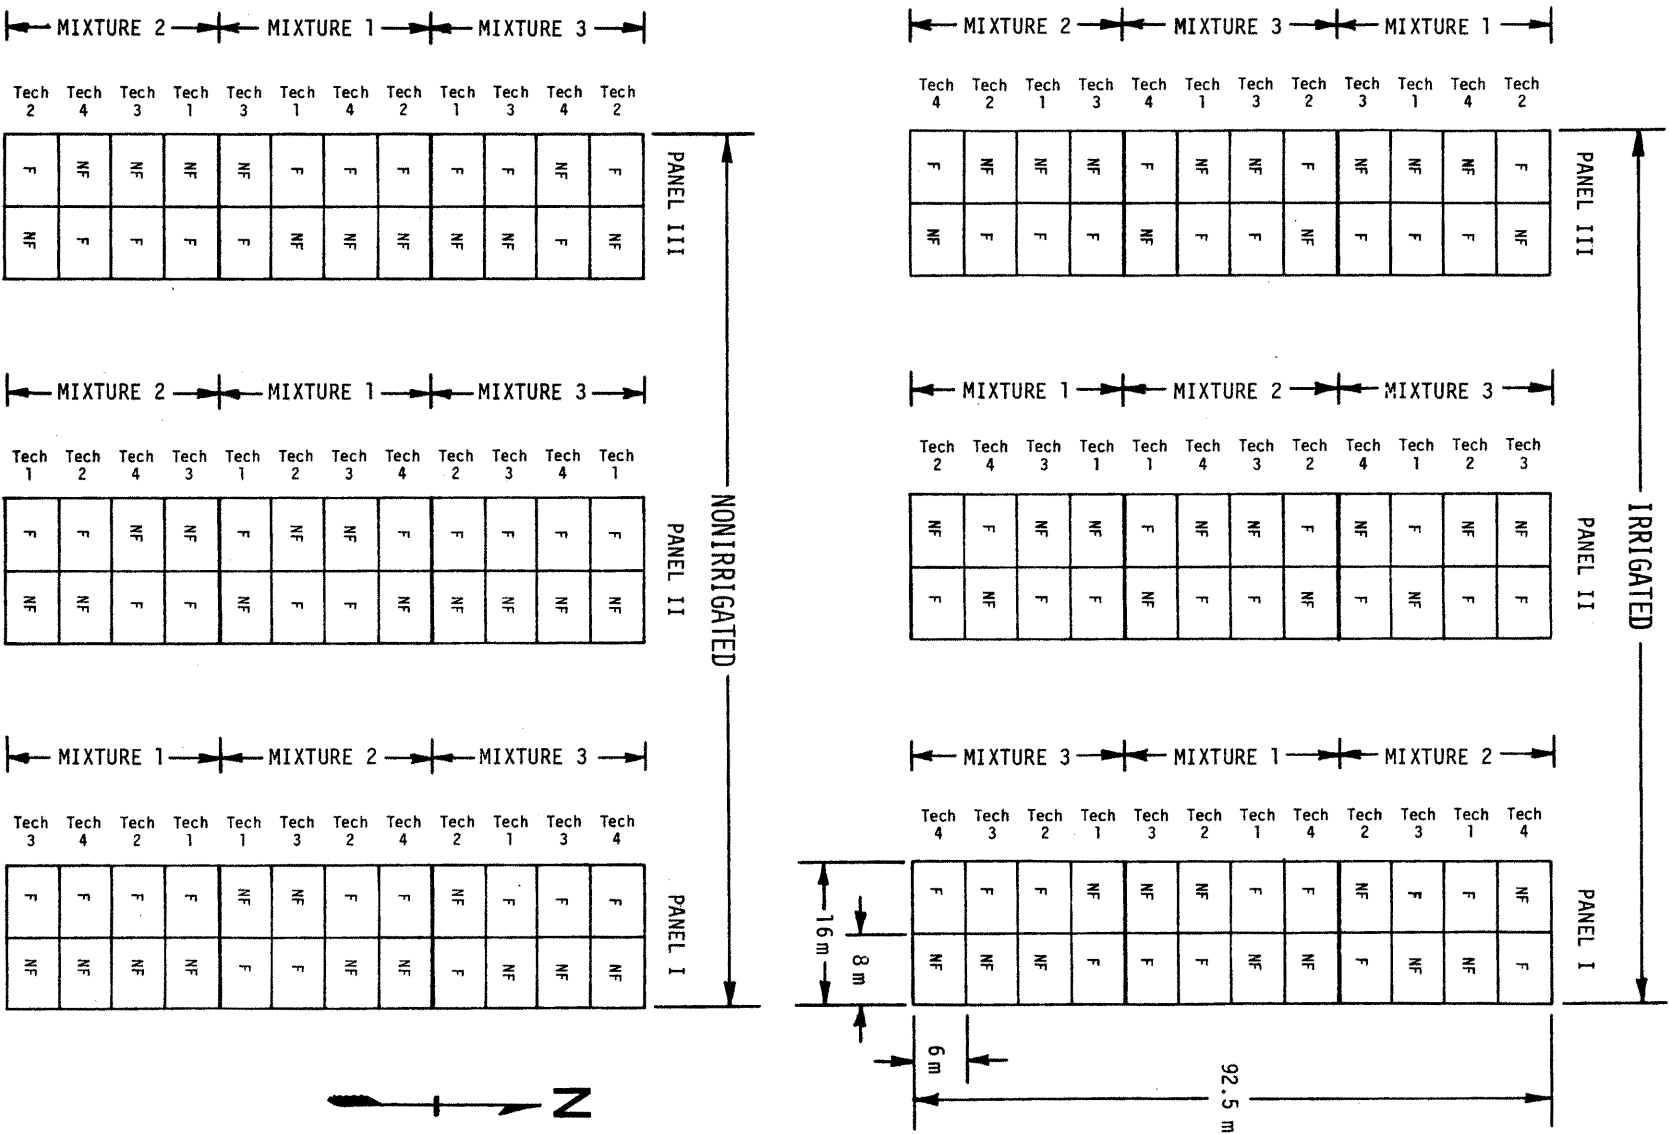 MIXTURE 2 MIXTURE 1 MIXTURE 3
Tech Tech Tech Tech Tech Tech Tech Tech Tech Tech Tech Tech
2 4 3 1 3 1 4 2 1 3 4 2
F NF NF NF NF F F F F F NF F
NF F F F F NF NF NF NF NF F NF
PANEL III
MIXTURE 2 MIXTURE 1 MIXTURE 3
Tech Tech Tech Tech Tech Tech Tech Tech Tech Tech Tech Tech
1 2 4 3 1 2 3 4 2 3 4 1
F F NF NF F NF NF F F F F F
NF NF F F NF F F NF NF NF NF NF
PANEL II
MIXTURE 1 MIXTURE 2 MIXTURE 3
Tech Tech Tech Tech Tech Tech Tech Tech Tech Tech Tech Tech
3 4 2 1 1 3 2 4 2 1 3 4
F F F F NF NF F F NF F F F
NF NF NF NF F F NF NF F NF NF NF
PANEL I
NONIRRIGATED
N
MIXTURE 2 MIXTURE 3 MIXTURE 1
Tech Tech Tech Tech Tech Tech Tech Tech Tech Tech Tech Tech
4 2 1 3 4 1 3 2 3 1 4 2
F NF NF NF F NF NF F NF NF NF F
NF F F F NF F F NF F F F NF
PANEL III
MIXTURE 1 MIXTURE 2 MIXTURE 3
Tech Tech Tech Tech Tech Tech Tech Tech Tech Tech Tech Tech
2 4 3 1 1 4 3 2 4 1 2 3
NF F NF NF F NF NF F NF F NF NF
F NF F F NF F F NF F NF F F
PANEL II
MIXTURE 3 MIXTURE 1 MIXTURE 2
Tech Tech Tech Tech Tech Tech Tech Tech Tech Tech Tech Tech
4 3 2 1 3 2 1 4 2 3 1 4
F F F NF NF NF F F NF F F NF
NF NF NF F F F NF NF F NF NF F
PANEL I
IRRIGATED
16 m
8 m
6 m
92.5 m